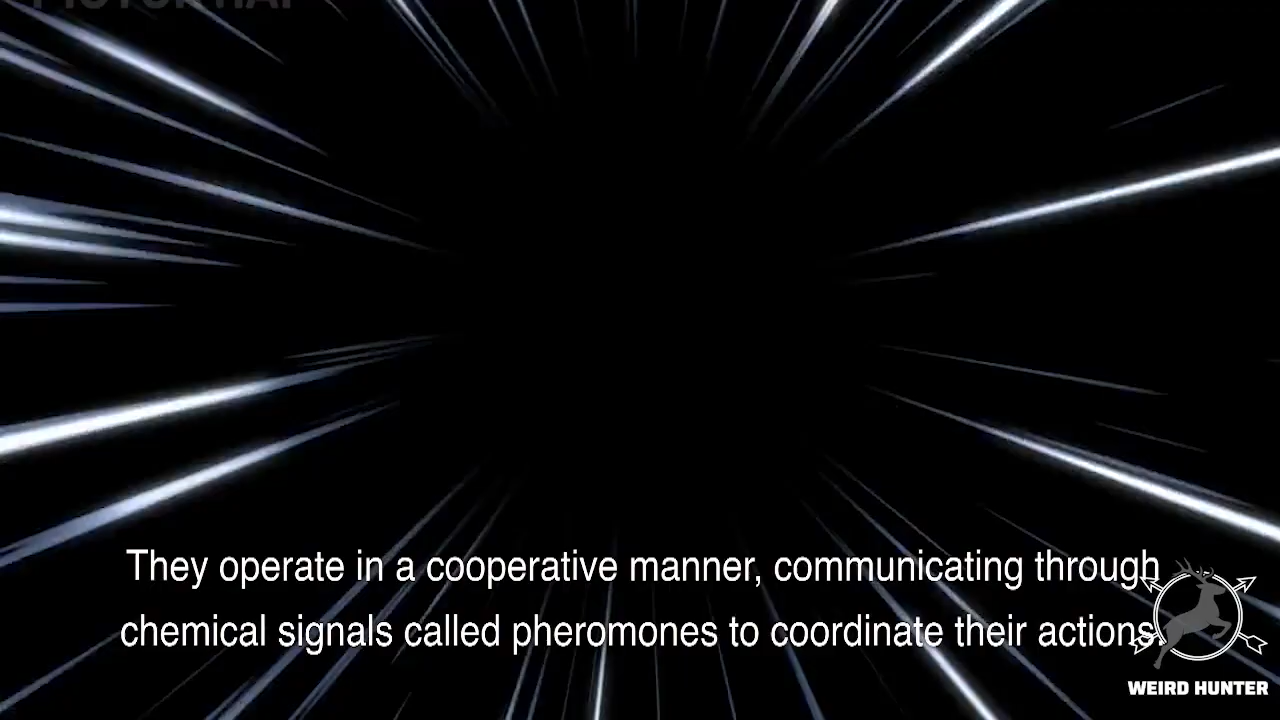 They operate in a cooperative manner, communicating through
chemical signals called pheromones to coordinate their actions.
WEIRD HUNTER